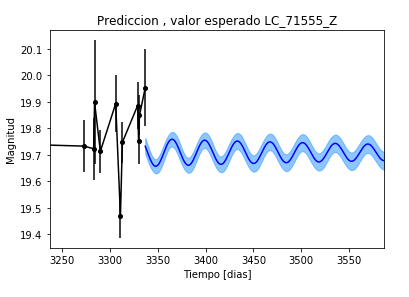 Prediccion , valor esperado LC_71555_Z
Magnitud
20.1
20.0
19.9
19.8
19.7
19.6
19.5
19.4
3250 3300 3350 3400 3450 3500 3550
Tiempo [dias]